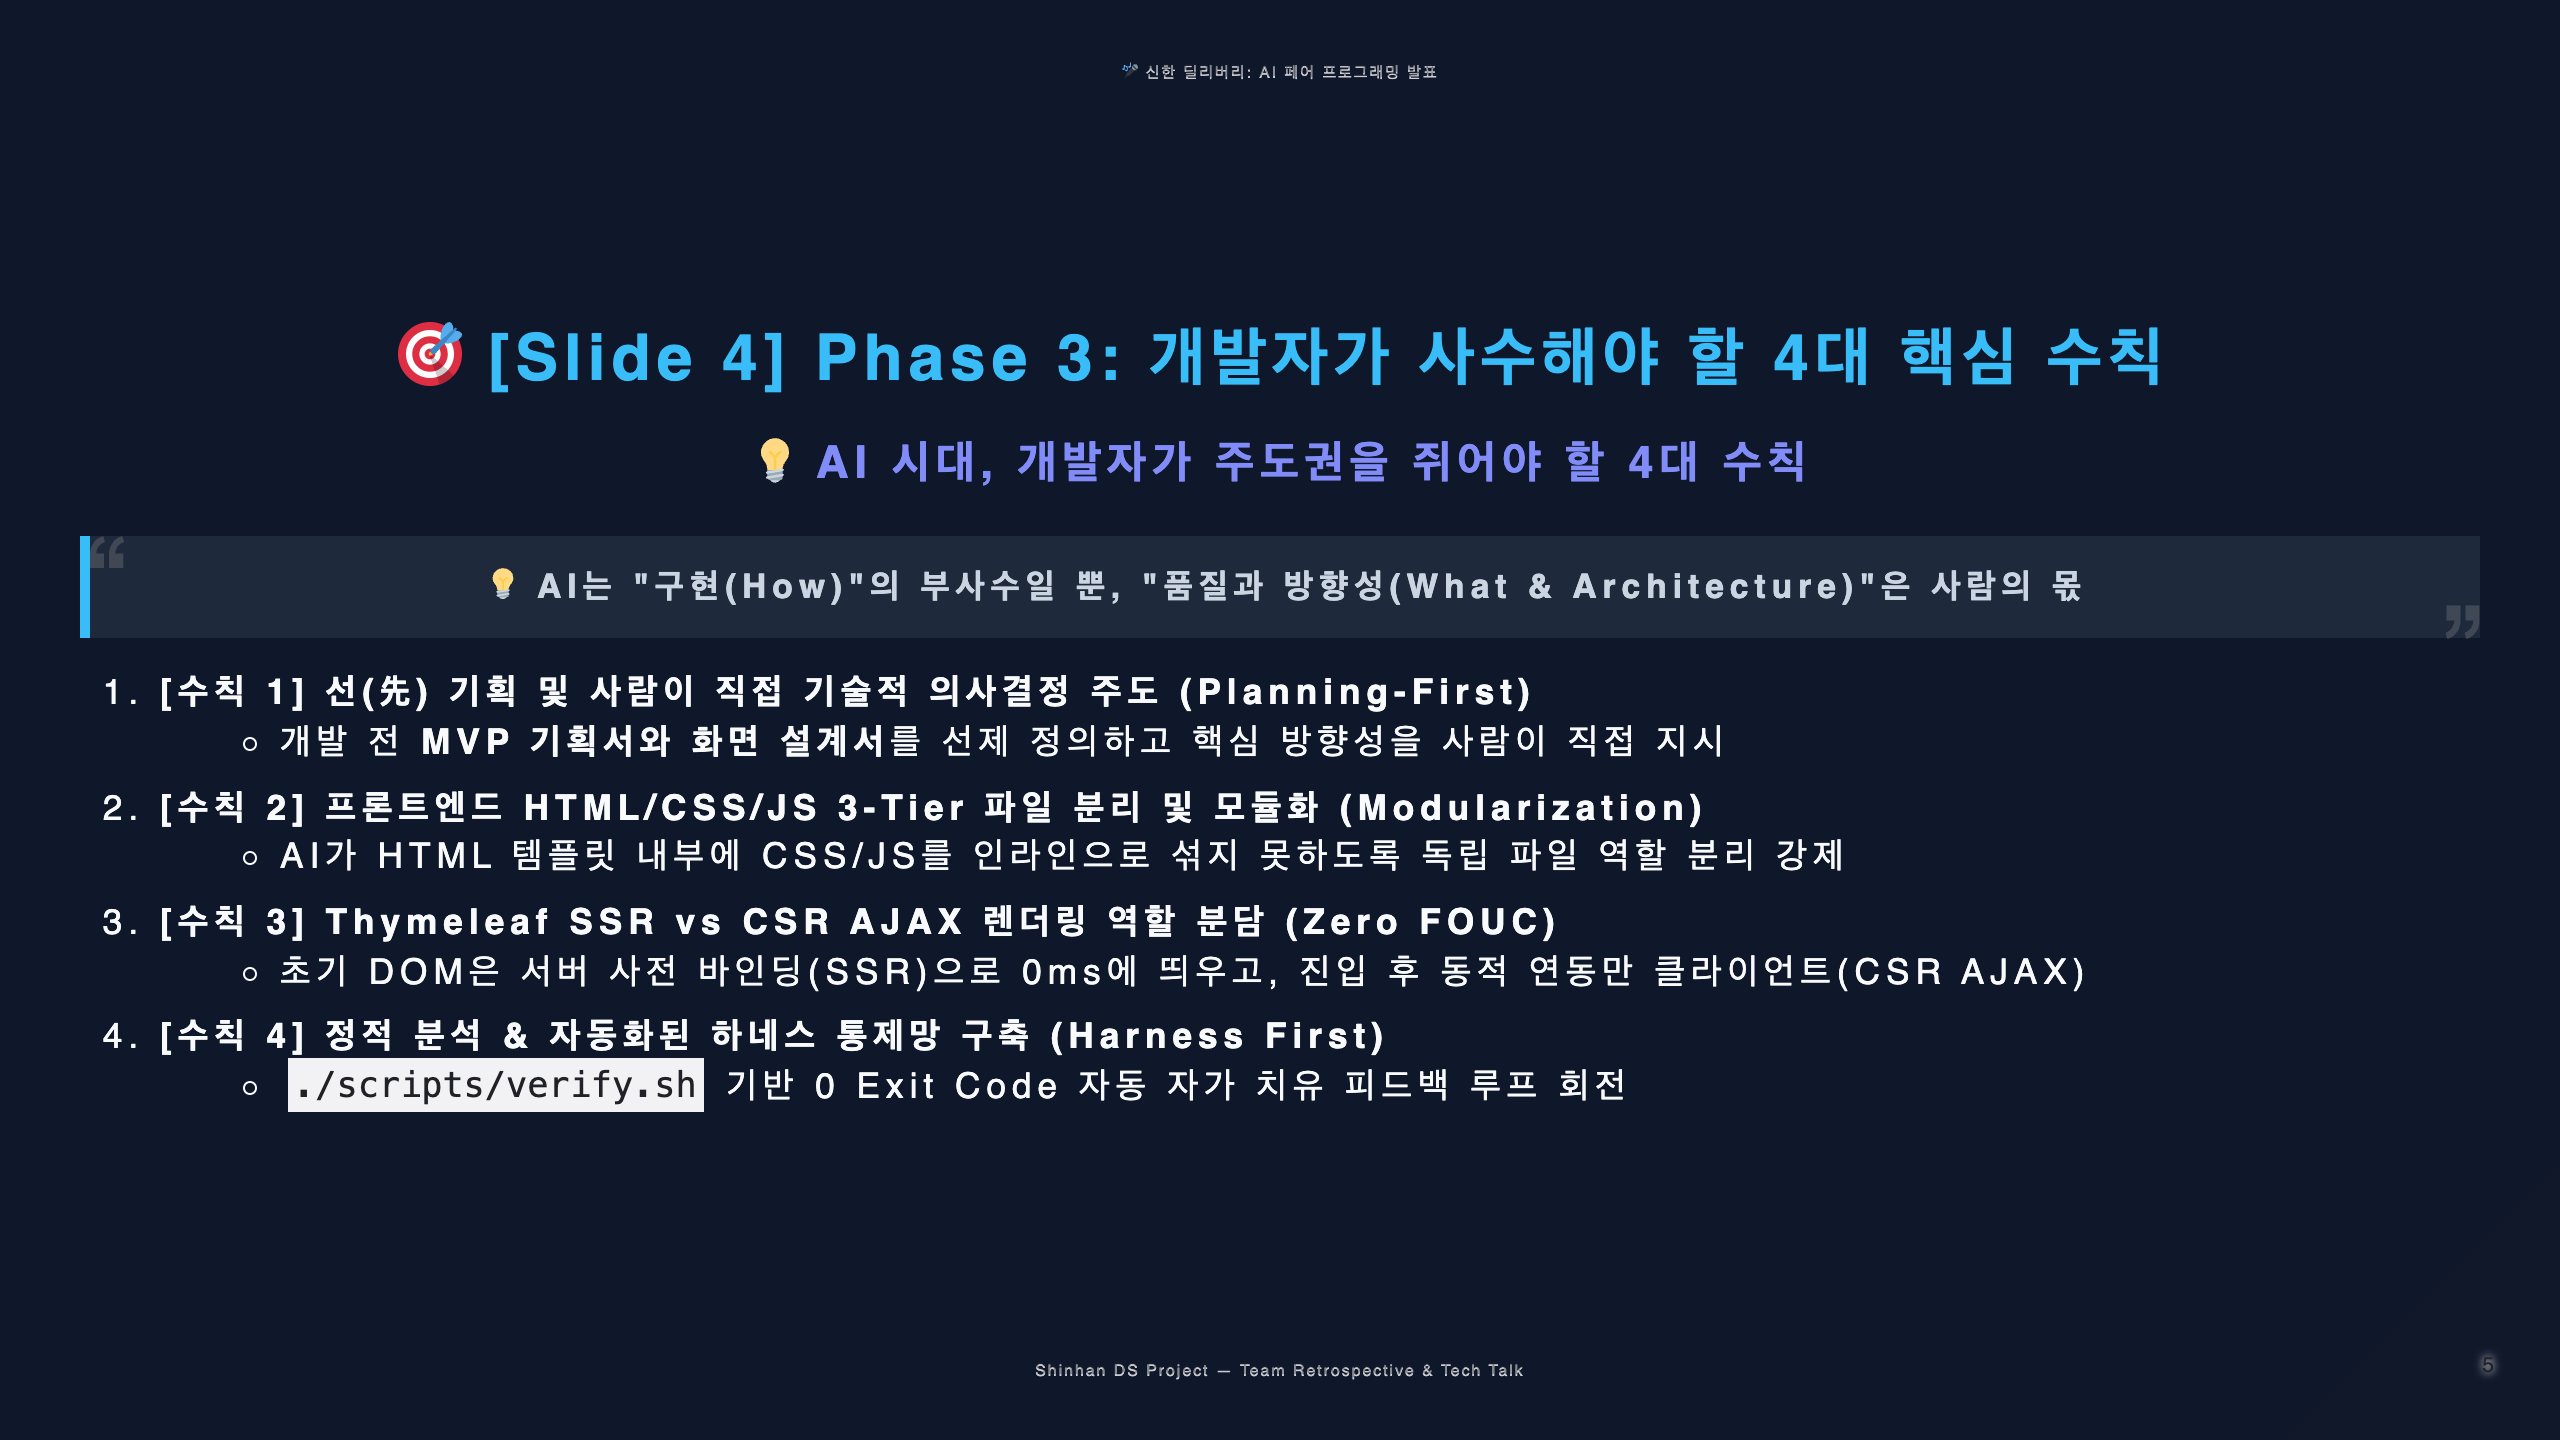 🎤 신한 딜리버리: AI 페어 프로그래밍 발표
🎯 [Slide 4] Phase 3: 개발자가 사수해야 할 4대 핵심 수칙
💡 AI 시대, 개발자가 주도권을 쥐어야 할 4대 수칙
“
💡 AI는 "구현(How)"의 부사수일 뿐, "품질과 방향성(What & Architecture)"은 사람의 몫
”
1. [수칙 1] 선(先) 기획 및 사람이 직접 기술적 의사결정 주도 (Planning-First)
○ 개발 전 MVP 기획서와 화면 설계서를 선제 정의하고 핵심 방향성을 사람이 직접 지시
2. [수칙 2] 프론트엔드 HTML/CSS/JS 3-Tier 파일 분리 및 모듈화 (Modularization)
○ AI가 HTML 템플릿 내부에 CSS/JS를 인라인으로 섞지 못하도록 독립 파일 역할 분리 강제
3. [수칙 3] Thymeleaf SSR vs CSR AJAX 렌더링 역할 분담 (Zero FOUC)
○ 초기 DOM은 서버 사전 바인딩(SSR)으로 0ms에 띄우고, 진입 후 동적 연동만 클라이언트(CSR AJAX)
4. [수칙 4] 정적 분석 & 자동화된 하네스 통제망 구축 (Harness First)
○ ./scripts/verify.sh 기반 0 Exit Code 자동 자가 치유 피드백 루프 회전
Shinhan DS Project — Team Retrospective & Tech Talk
5